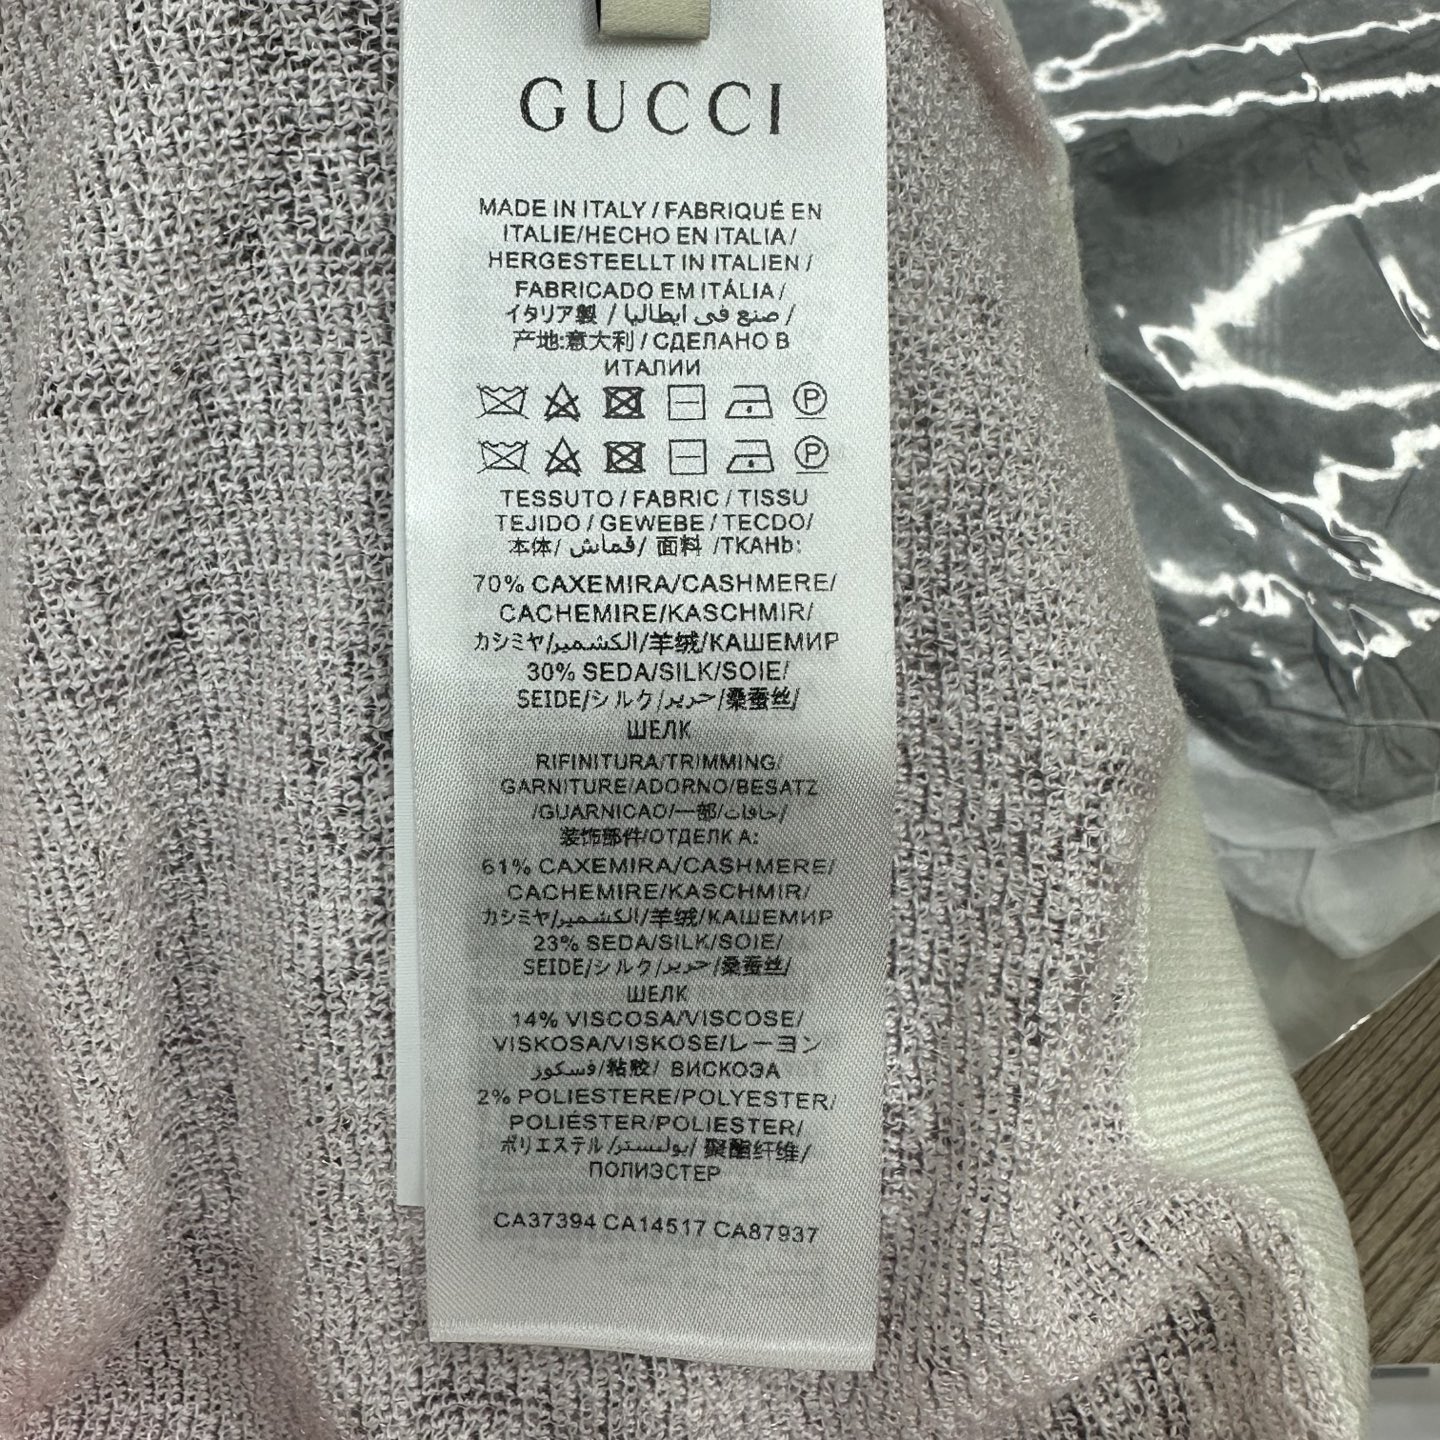 GUCCI
MADE IN ITALY / FABRIQUÉ EN
ITALIE/HECHO EN ITALIA/
HERGESTEELLT IN ITALIEN /
FABRICADO EM ITÁLIA /
イタリア製 / صنع فى ايطاليا /
产地:意大利 / СДЕЛАНО В
ИТАЛИИ
P
P
TESSUTO / FABRIC / TISSU
TEJIDO / GEWEBE / TECDO/
本体/ قماش/ 面料 /ТКАНЬ:
70% CAXEMIRA/CASHMERE/
CACHEMIRE/KASCHMIR/
カシミヤ/الكشمير/羊绒/КАШЕМИР
30% SEDA/SILK/SOIE/
SEIDE/シルク/حرير/桑蚕丝/
ШЕЛК
RIFINITURA/TRIMMING/
GARNITURE/ADORNO/BESATZ
/GUARNICAO/一部/حافات/
装饰部件/ОТДЕЛК А:
61% CAXEMIRA/CASHMERE/
CACHEMIRE/KASCHMIR/
カシミヤ/الكشمير/羊绒/КАШЕМИР
23% SEDA/SILK/SOIE/
SEIDE/シルク/حرير/桑蚕丝/
ШЕЛК
14% VISCOSA/VISCOSE/
VISKOSA/VISKOSE/レーヨン
فسكوز/粘胶/ ВИСКОЭА
2% POLIESTERE/POLYESTER/
POLIÉSTER/POLIESTER/
ポリエステル/بوليستر/聚酯纤维/
ПОЛИЭСТЕР
CA37394 CA14517 CA87937